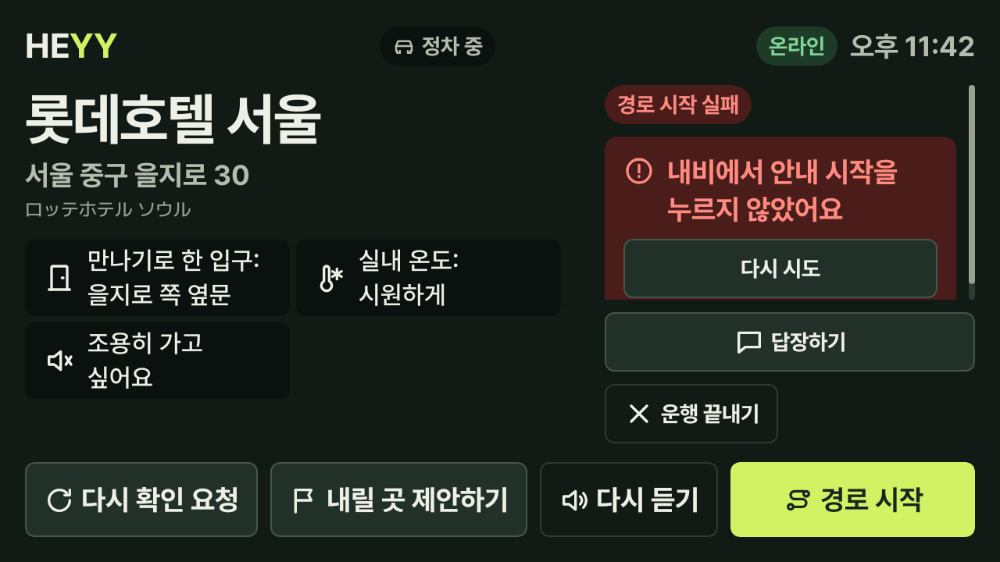 HEYY
정차 중
온라인
오후 11:42
롯데호텔 서울
서울 중구 을지로 30
ロッテホテル ソウル
만나기로 한 입구:
을지로 쪽 옆문
실내 온도:
시원하게
조용히 가고
싶어요
경로 시작 실패
내비에서 안내 시작을
누르지 않았어요
다시 시도
답장하기
운행 끝내기
다시 확인 요청
내릴 곳 제안하기
다시 듣기
경로 시작